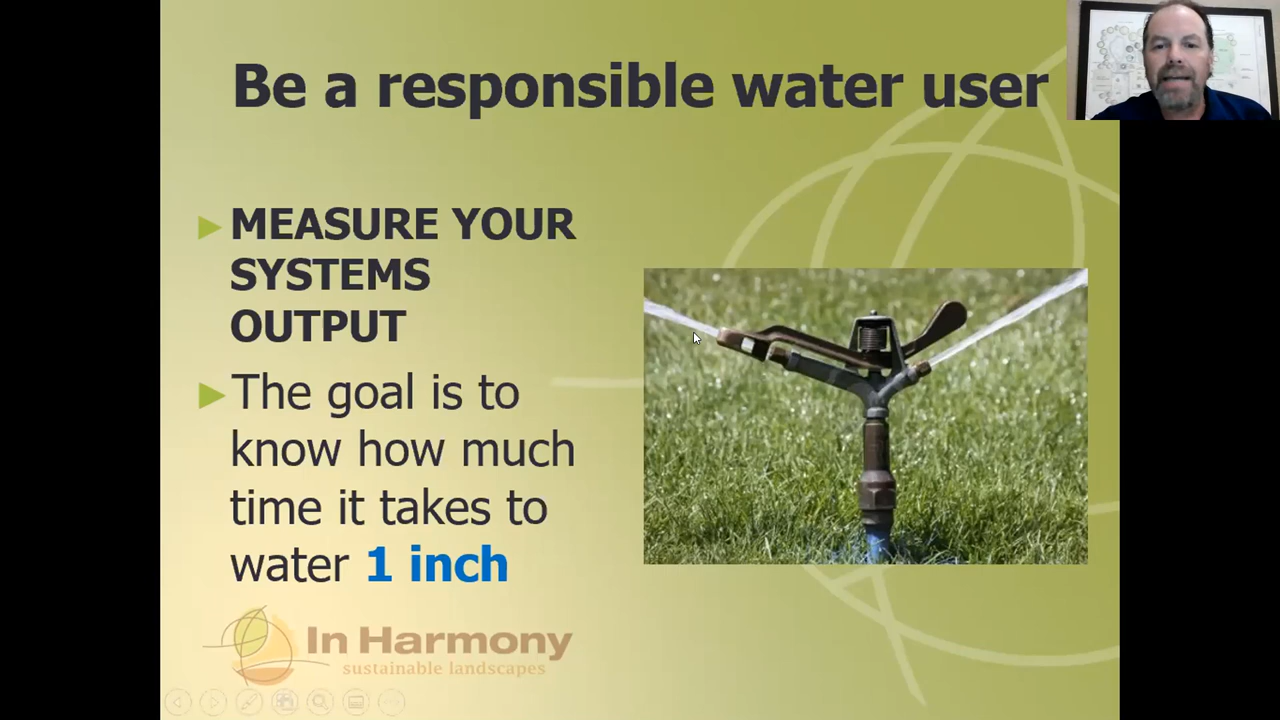 Be a responsible water user
MEASURE YOUR
SYSTEMS
OUTPUT
The goal is to
know how much
time it takes to
water 1 inch
In Harmony
sustainable landscapes